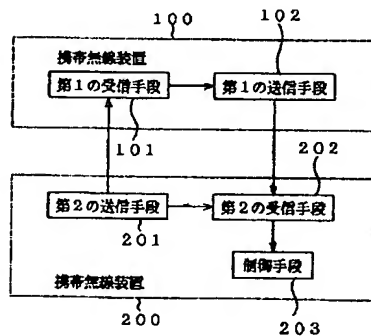 100
102
携帯無線装置
第1の受信手段
第1の送信手段
101
202
第2の送信手段
第2の受信手段
201
制御手段
携帯無線装置
200
203